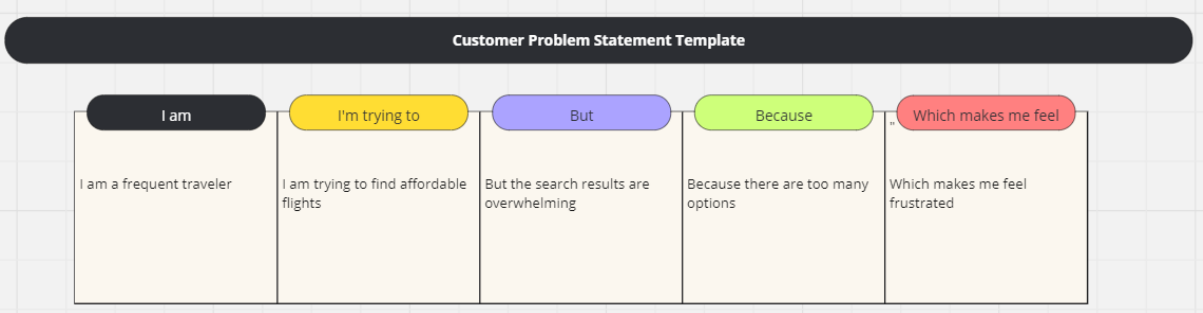 Customer Problem Statement Template
I am
I'm trying to
But
Because
Which makes me feel
"
I am a frequent traveler
I am trying to find affordable
flights
But the search results are
overwhelming
Because there are too many
options
Which makes me feel
frustrated